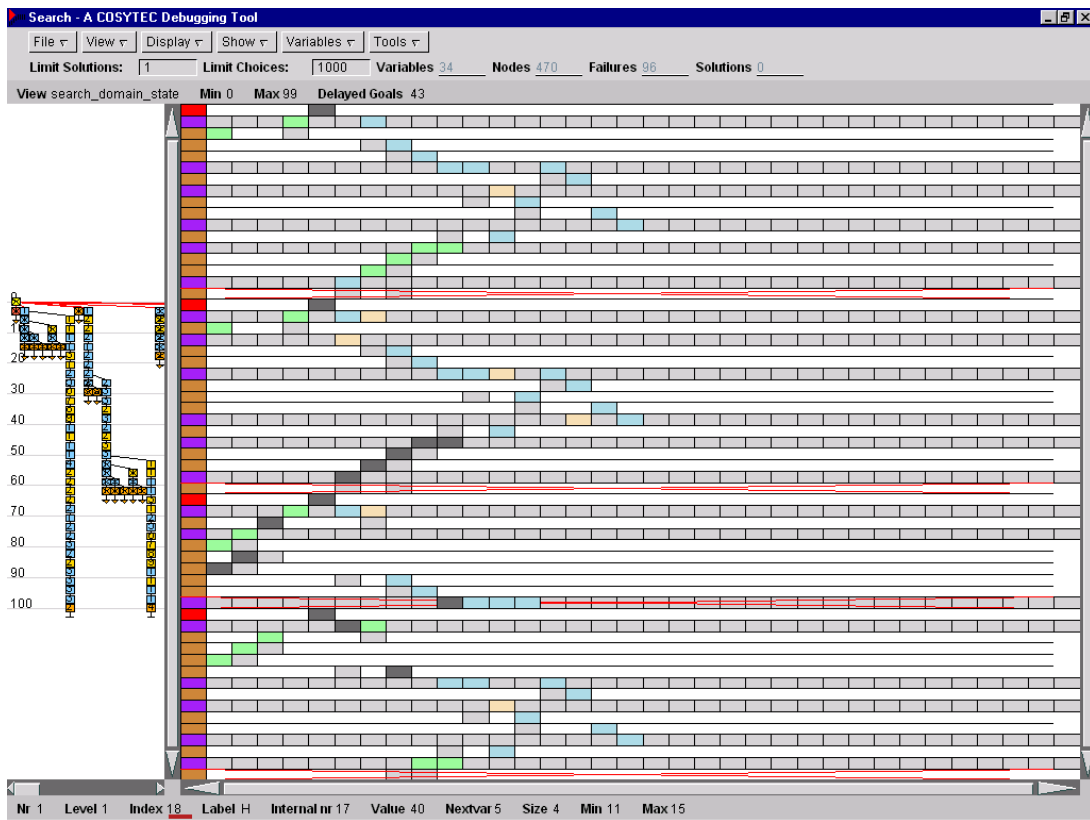 Search - A COSYTEC Debugging Tool
File View Display Show Variables Tools
Limit Solutions: 1 Limit Choices: 1000 Variables 34 Nodes 470 Failures 96 Solutions 0
View search_domain_state Min 0 Max 99 Delayed Goals 43
0
10
20
30
40
50
60
70
80
90
100
Nr 1 Level 1 Index 18 Label H Internal nr 17 Value 40 Nextvar 5 Size 4 Min 11 Max 15